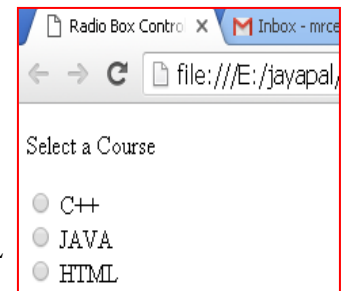 Radio Box Contro
Inbox - mrce
file:///E:/jayapal,
Select a Course
C++
JAVA
HTML